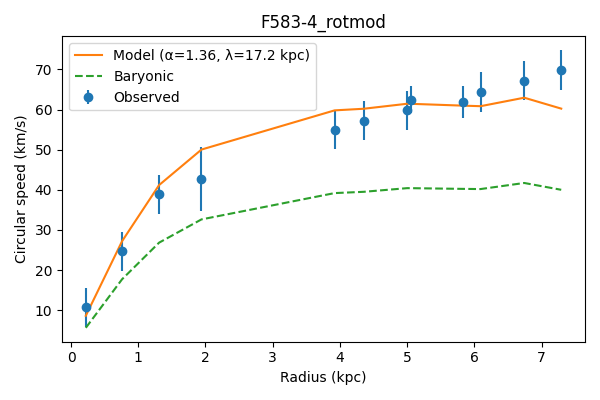 F583-4_rotmod
Model (α=1.36, λ=17.2 kpc)
Baryonic
Observed
Circular speed (km/s)
70
60
50
40
30
20
10
0 1 2 3 4 5 6 7
Radius (kpc)